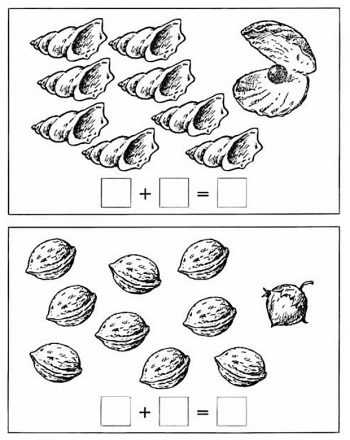 + =
+ =